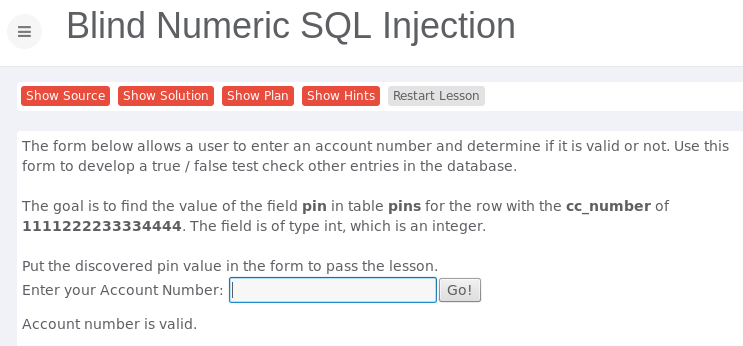 Blind Numeric SQL Injection
Show Source Show Solution Show Plan Show Hints Restart Lesson
The form below allows a user to enter an account number and determine if it is valid or not. Use this
form to develop a true / false test check other entries in the database.
The goal is to find the value of the field pin in table pins for the row with the cc_number of
1111222233334444. The field is of type int, which is an integer.
Put the discovered pin value in the form to pass the lesson.
Enter your Account Number: Go!
Account number is valid.